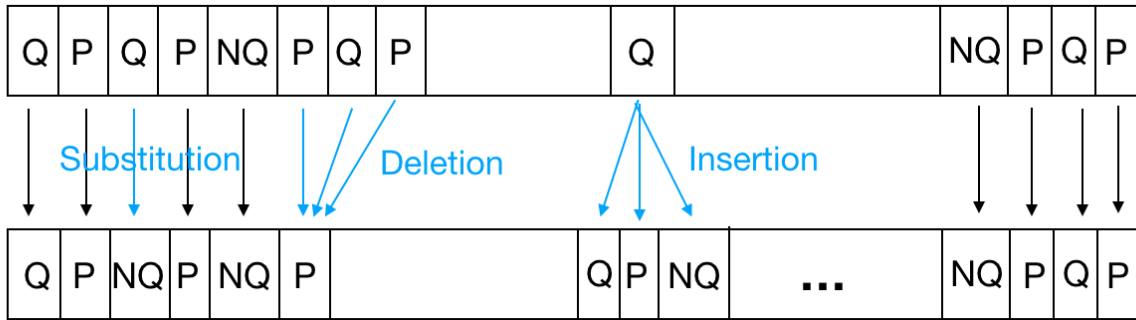 Q P Q P NQ P Q P Q NQ P Q P
Substitution Deletion Insertion
Q P NQ P NQ P Q P NQ ... NQ P Q P